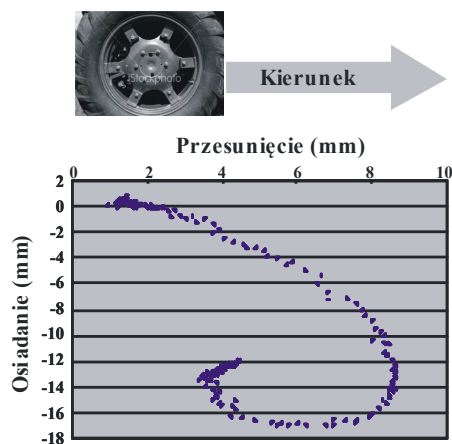 iStockphoto
Kierunek
Przesunięcie (mm)
0 2 4 6 8 10
Osiadanie (mm)
2
0
-2
-4
-6
-8
-10
-12
-14
-16
-18